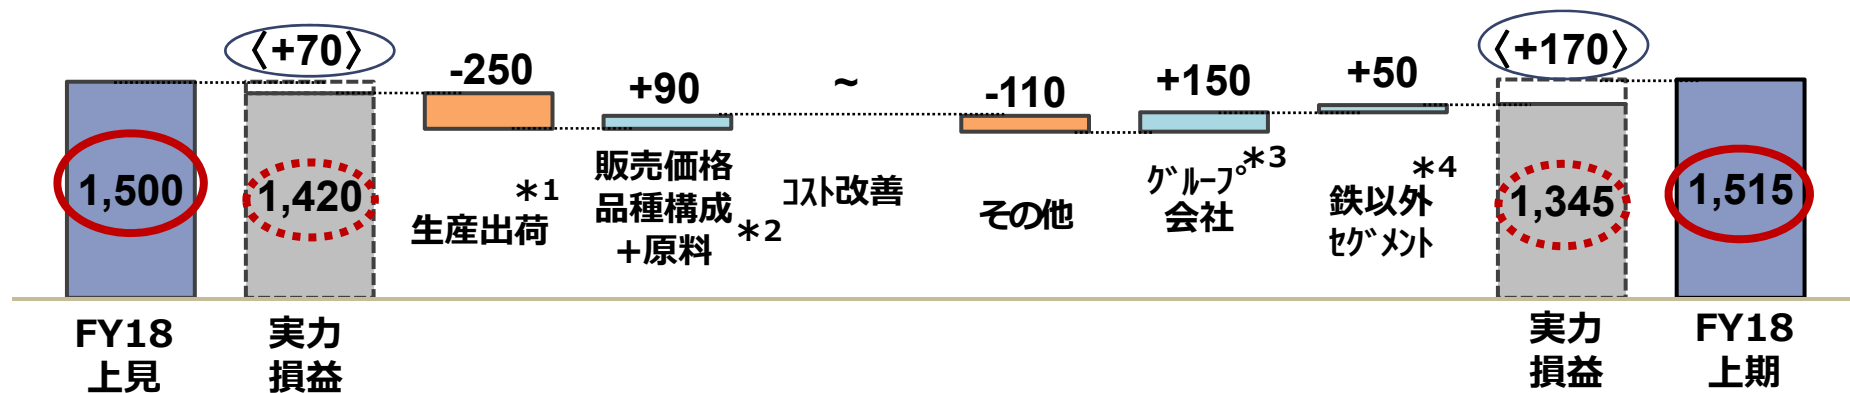 〈+70〉
-250
+90
~
-110
+150
+50
〈+170〉
1,500
1,420
生産出荷
*1
販売価格
品種構成
+原料
*2
ｺｽﾄ改善
その他
ｸﾞﾙｰﾌﾟ
会社
*3
鉄以外
ｾｸﾞﾒﾝﾄ
*4
1,345
1,515
FY18
上見
実力
損益
実力
損益
FY18
上期